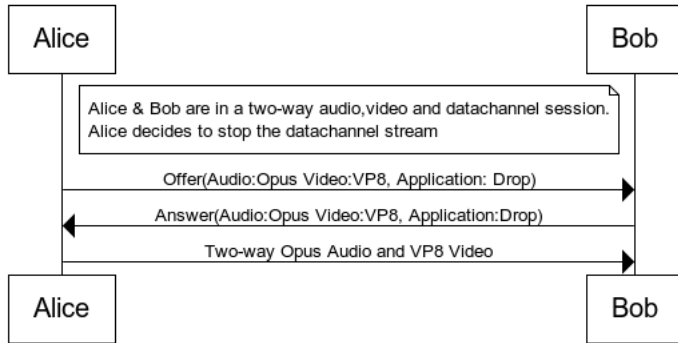 Alice
Bob
Alice & Bob are in a two-way audio,video and datachannel session.
Alice decides to stop the datachannel stream
Offer(Audio:Opus Video:VP8, Application: Drop)
Answer(Audio:Opus Video:VP8, Application:Drop)
Two-way Opus Audio and VP8 Video
Alice
Bob